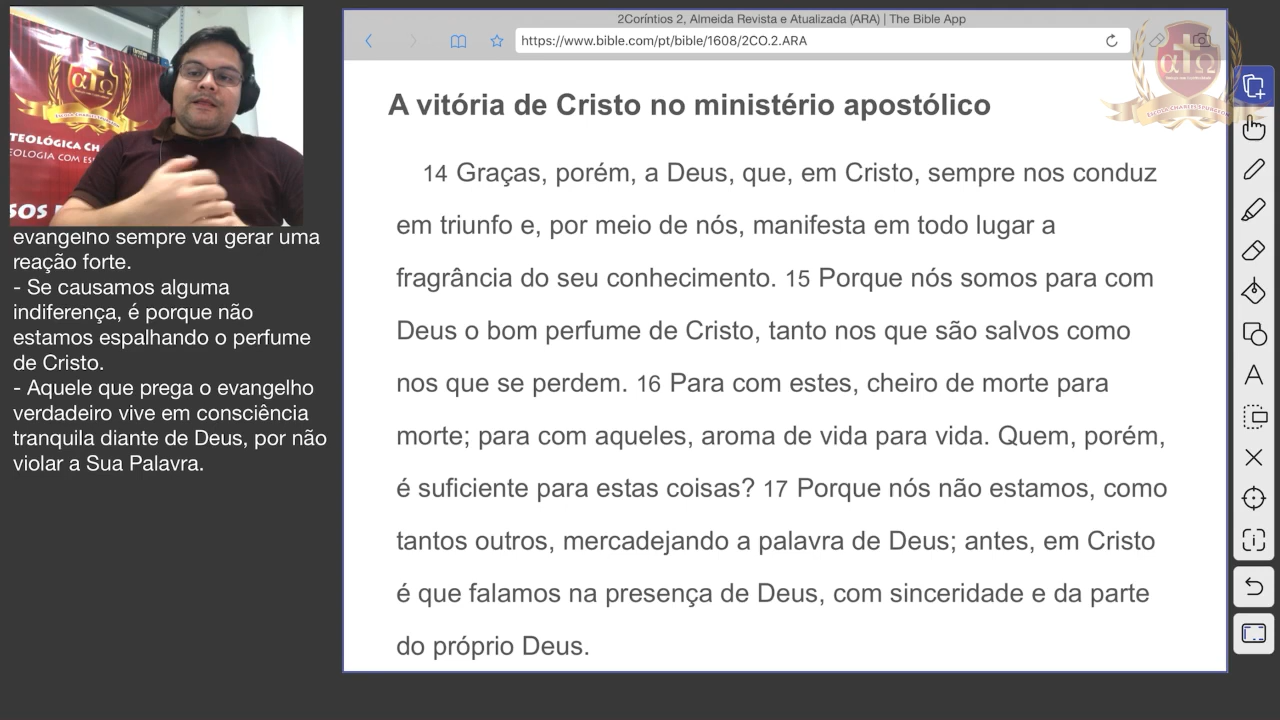 2Coríntios 2, Almeida Revista e Atualizada (ARA) | The Bible App
https://www.bible.com/pt/bible/1608/2CO.2.ARA
A vitória de Cristo no ministério apostólico
14 Graças, porém, a Deus, que, em Cristo, sempre nos conduz
em triunfo e, por meio de nós, manifesta em todo lugar a
fragrância do seu conhecimento. 15 Porque nós somos para com
Deus o bom perfume de Cristo, tanto nos que são salvos como
nos que se perdem. 16 Para com estes, cheiro de morte para
morte; para com aqueles, aroma de vida para vida. Quem, porém,
é suficiente para estas coisas? 17 Porque nós não estamos, como
tantos outros, mercadejando a palavra de Deus; antes, em Cristo
é que falamos na presença de Deus, com sinceridade e da parte
do próprio Deus.
TEOLÓGICA CH
EOLOGIA COM ES
SOS
evangelho sempre vai gerar uma
reação forte.
- Se causamos alguma
indiferença, é porque não
estamos espalhando o perfume
de Cristo.
- Aquele que prega o evangelho
verdadeiro vive em consciência
tranquila diante de Deus, por não
violar a Sua Palavra.
α Ω
ESCOLA CHARLES SPURGEON
A